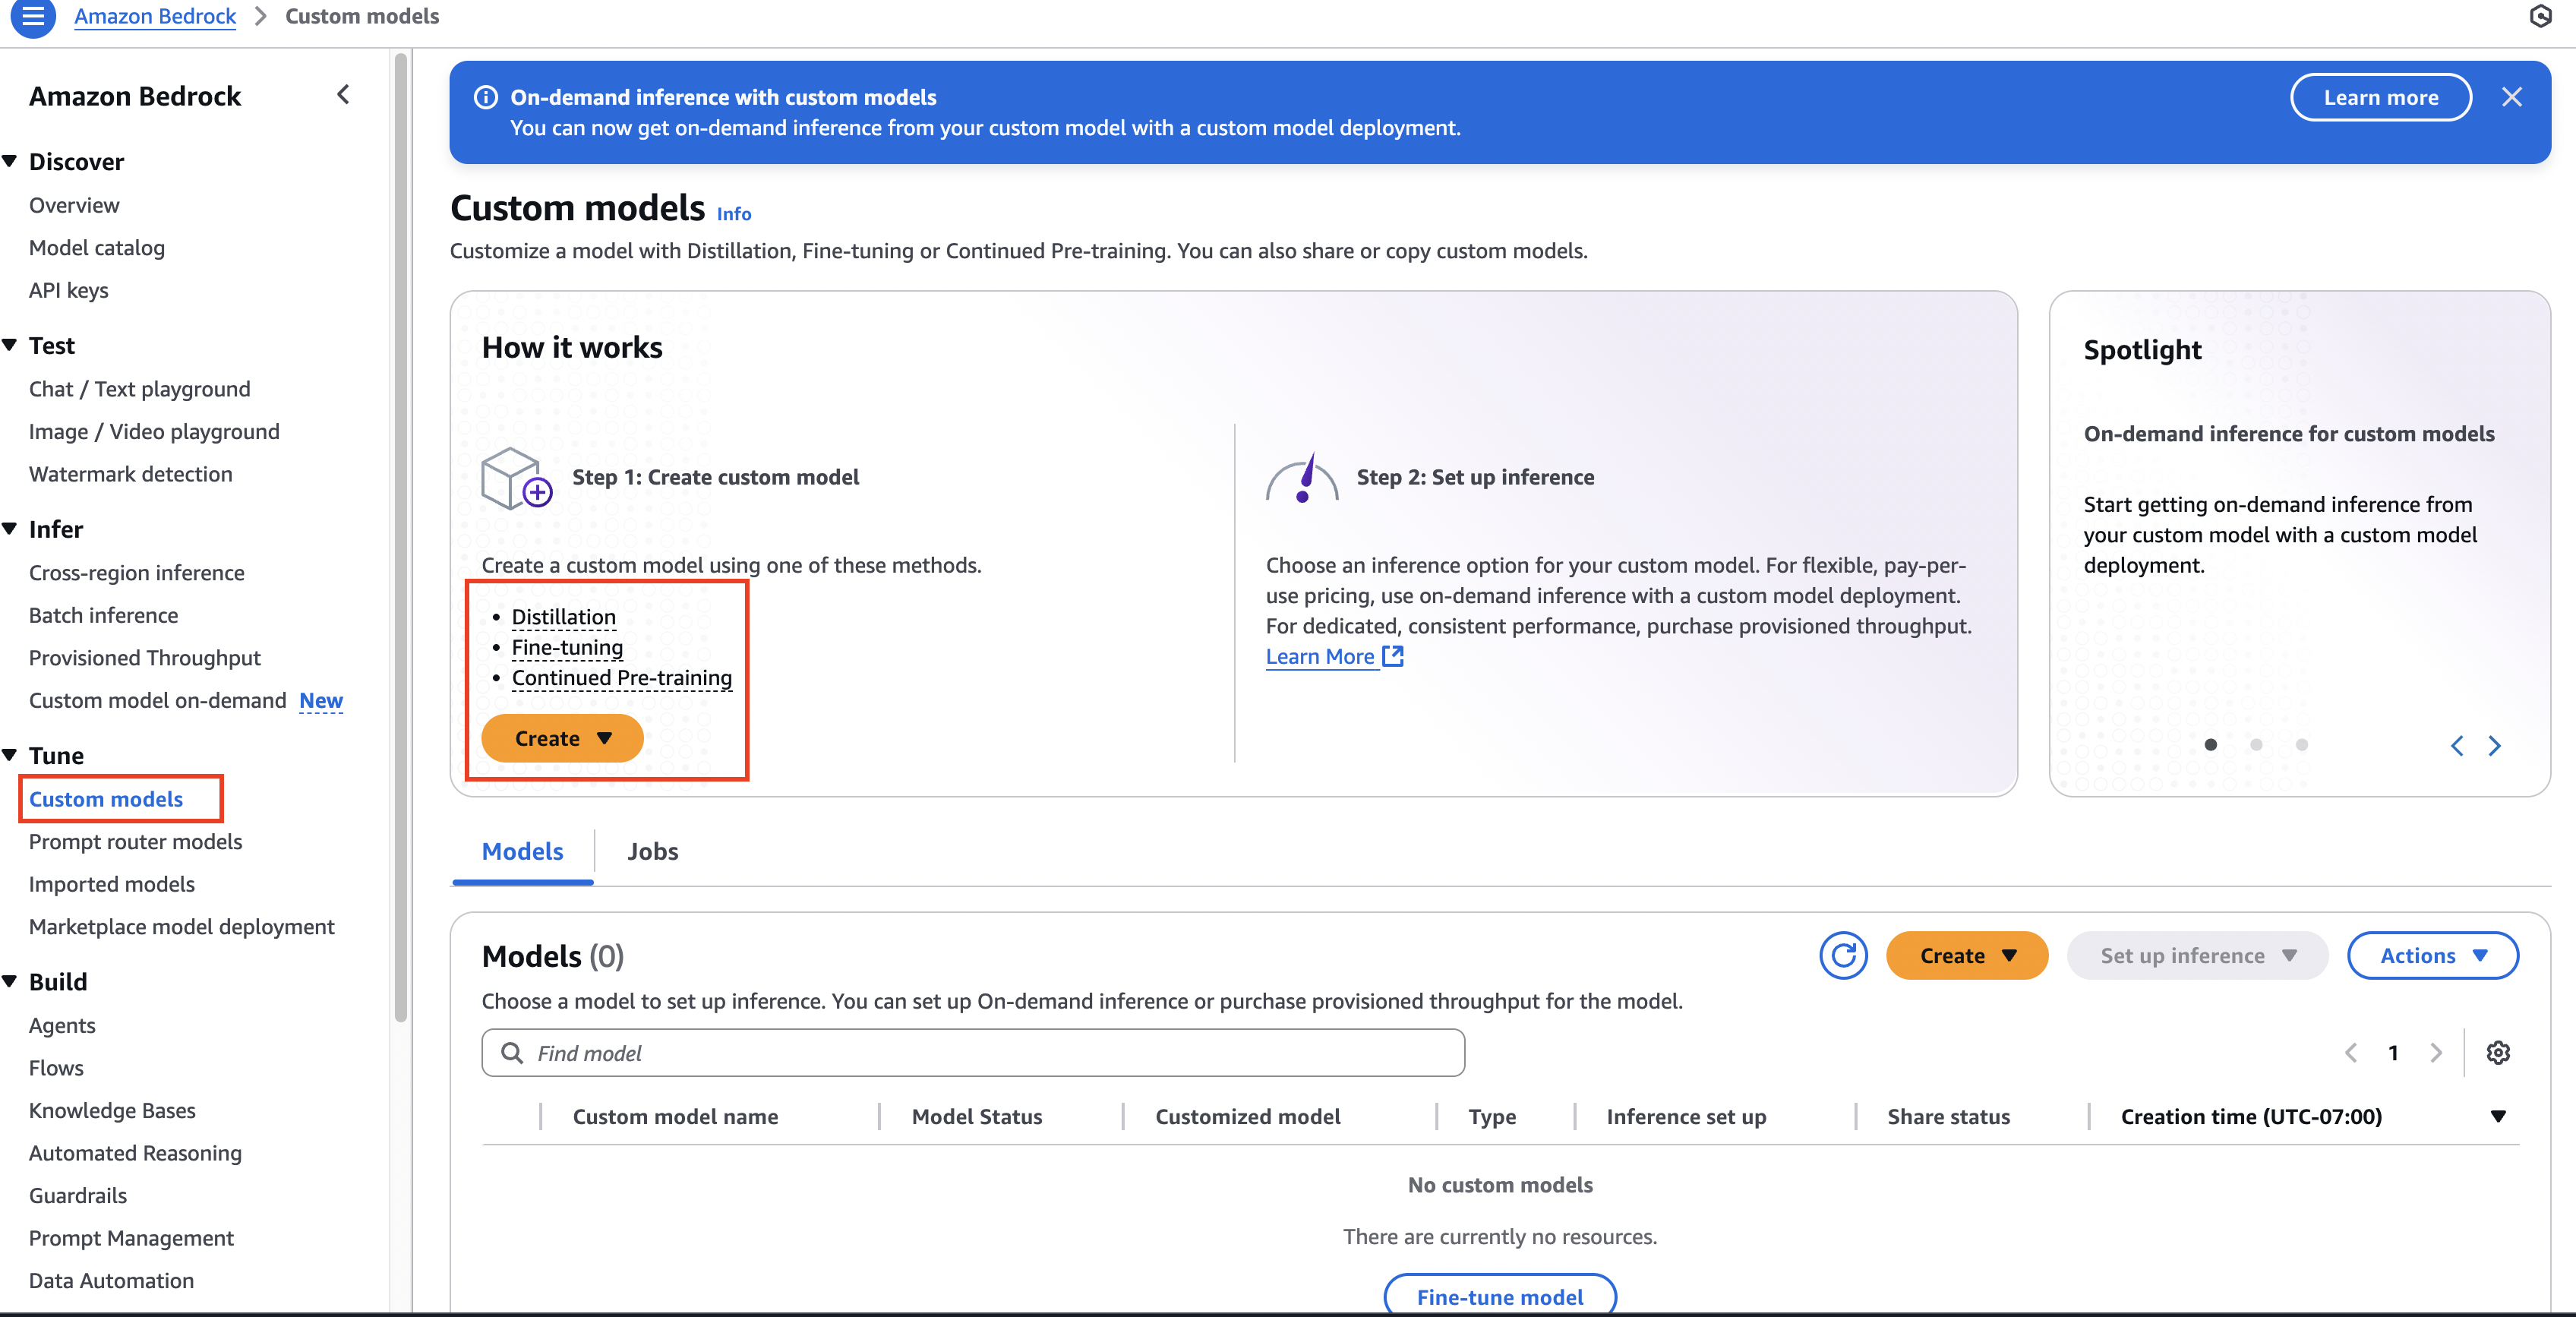 Amazon Bedrock > Custom models
Amazon Bedrock
Discover
Overview
Model catalog
API keys
Test
Chat / Text playground
Image / Video playground
Watermark detection
Infer
Cross-region inference
Batch inference
Provisioned Throughput
Custom model on-demand New
Tune
Custom models
Prompt router models
Imported models
Marketplace model deployment
Build
Agents
Flows
Knowledge Bases
Automated Reasoning
Guardrails
Prompt Management
Data Automation
On-demand inference with custom models
You can now get on-demand inference from your custom model with a custom model deployment.
Learn more
Custom models Info
Customize a model with Distillation, Fine-tuning or Continued Pre-training. You can also share or copy custom models.
How it works
Step 1: Create custom model
Create a custom model using one of these methods.
• Distillation
• Fine-tuning
• Continued Pre-training
Create
Step 2: Set up inference
Choose an inference option for your custom model. For flexible, pay-per-
use pricing, use on-demand inference with a custom model deployment.
For dedicated, consistent performance, purchase provisioned throughput.
Learn More
Spotlight
On-demand inference for custom models
Start getting on-demand inference from
your custom model with a custom model
deployment.
Models
Jobs
Models (0)
Create
Set up inference
Actions
Choose a model to set up inference. You can set up On-demand inference or purchase provisioned throughput for the model.
Find model
1
Custom model name
Model Status
Customized model
Type
Inference set up
Share status
Creation time (UTC-07:00)
No custom models
There are currently no resources.
Fine-tune model